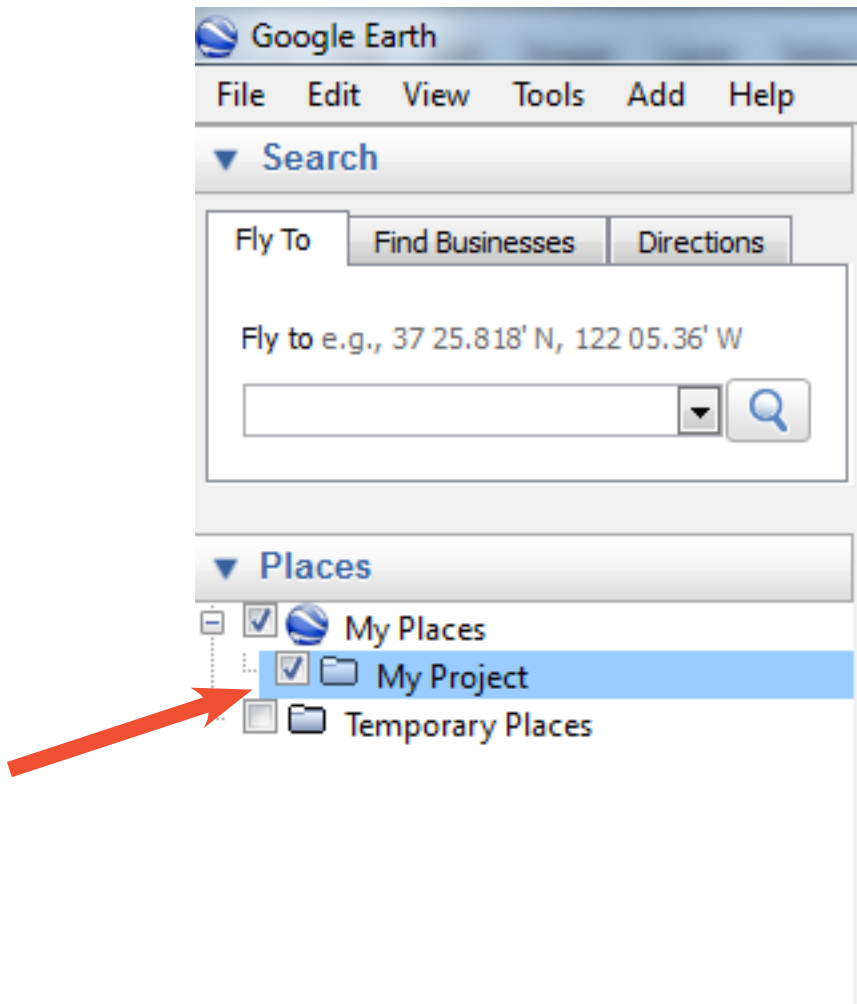 Google Earth
File Edit View Tools Add Help
Search
Fly To Find Businesses Directions
Fly to e.g., 37 25.818' N, 122 05.36' W
Places
My Places
My Project
Temporary Places